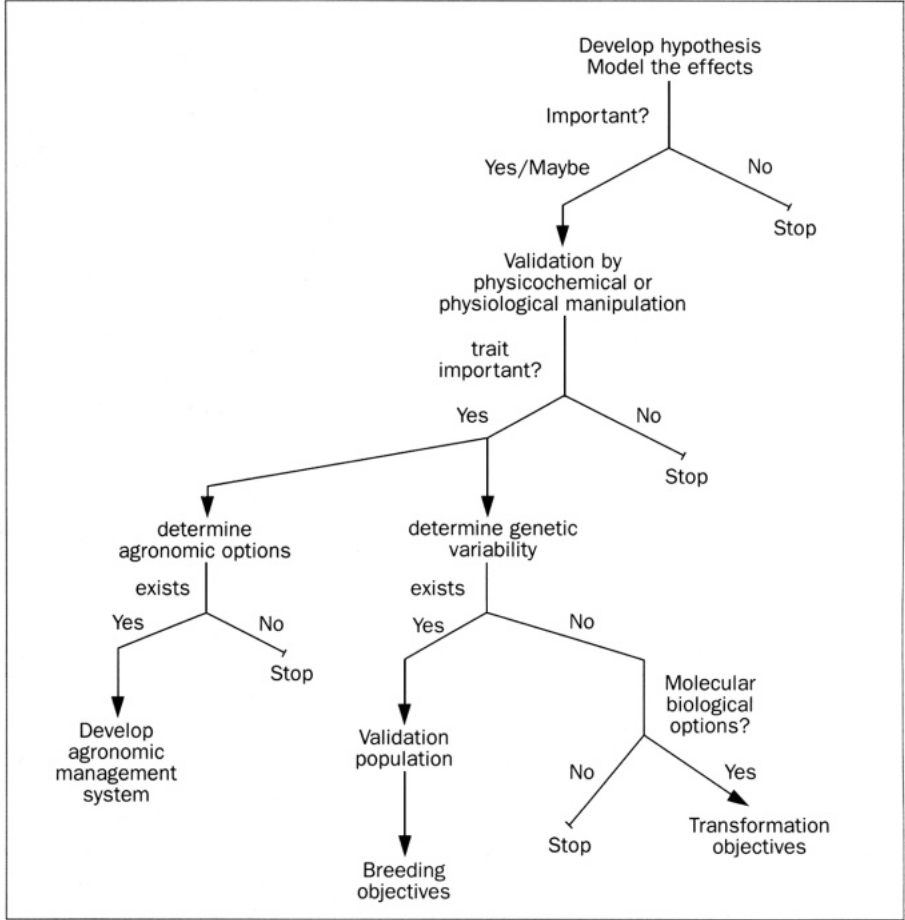 Develop hypothesis
Model the effects
Important?
Yes/Maybe
No
Stop
Validation by
physicochemical or
physiological manipulation
trait
important?
Yes
No
Stop
determine
agronomic options
determine genetic
variability
exists
exists
Yes
No
Yes
No
Stop
Molecular
biological
options?
Develop
agronomic
management
system
Validation
population
No
Yes
Stop
Transformation
objectives
Breeding
objectives